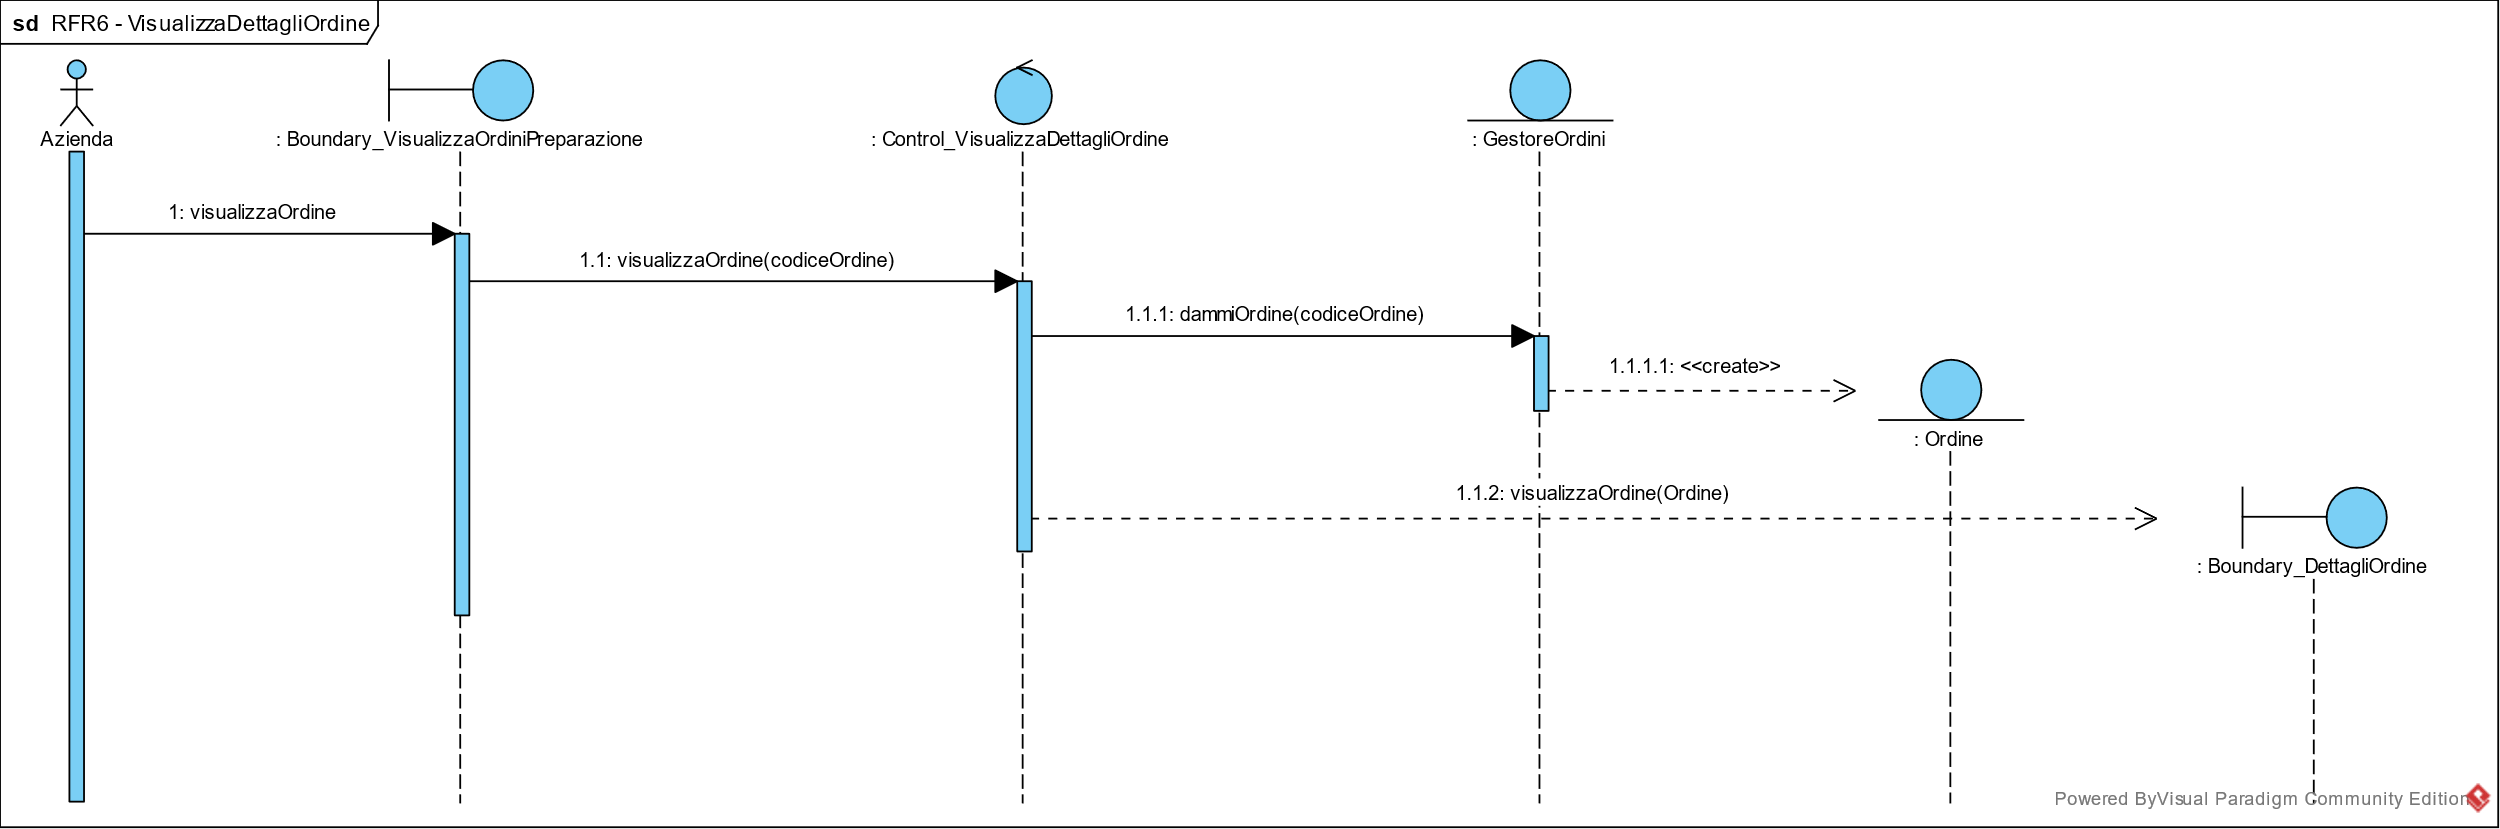 sd RFR6 - VisualizzaDettagliOrdine
Azienda
: Boundary_VisualizzaOrdiniPreparazione
: Control_VisualizzaDettagliOrdine
: GestoreOrdini
1: visualizzaOrdine
1.1: visualizzaOrdine(codiceOrdine)
1.1.1: dammiOrdine(codiceOrdine)
1.1.1.1: <<create>>
: Ordine
1.1.2: visualizzaOrdine(Ordine)
: Boundary_DettagliOrdine
Powered ByVisual Paradigm Community Edition